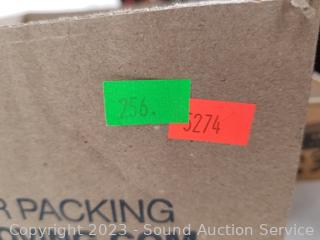 256.
5274
R PACKING
Copyright 2023 - Sound Auction Service